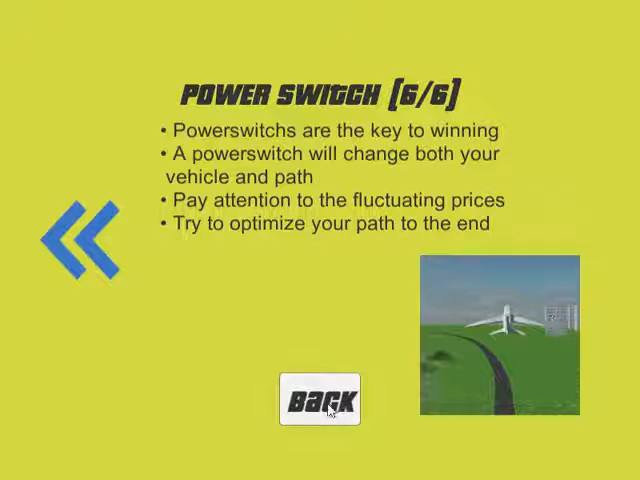 POWER SWITCH (6/6)
• Powerswitchs are the key to winning
• A powerswitch will change both your
vehicle and path
• Pay attention to the fluctuating prices
• Try to optimize your path to the end
BACK